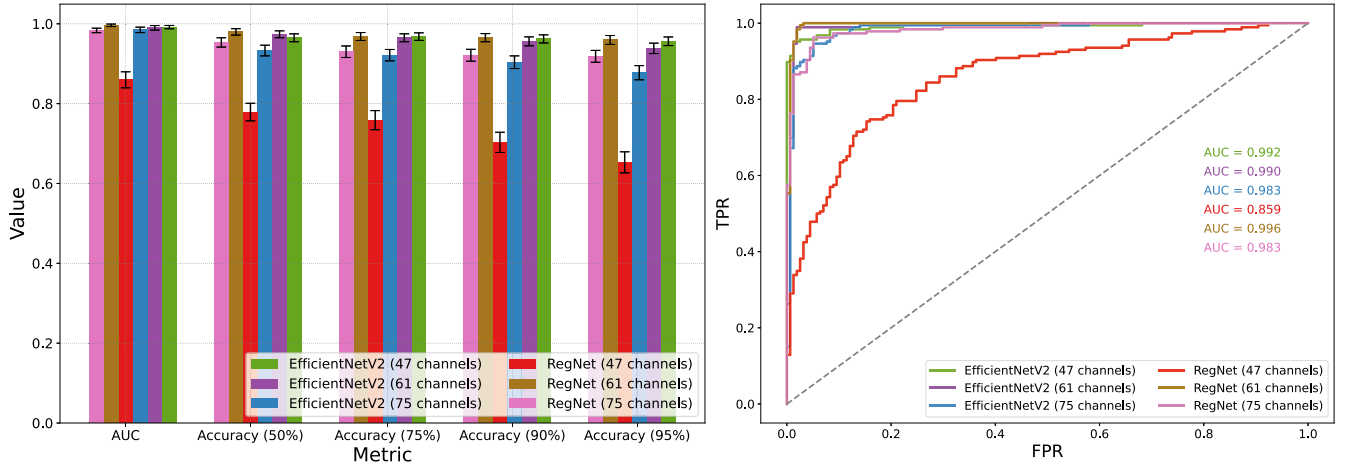 1.0
0.8
0.6
0.4
0.2
0.0
Value
EfficientNetV2 (47 channels)
EfficientNetV2 (61 channels)
EfficientNetV2 (75 channels)
RegNet (47 channels)
RegNet (61 channels)
RegNet (75 channels)
AUC
Accuracy (50%)
Accuracy (75%)
Accuracy (90%)
Accuracy (95%)
Metric
1.0
0.8
0.6
0.4
0.2
0.0
TPR
AUC = 0.992
AUC = 0.990
AUC = 0.983
AUC = 0.859
AUC = 0.996
AUC = 0.983
EfficientNetV2 (47 channels)
EfficientNetV2 (61 channels)
EfficientNetV2 (75 channels)
RegNet (47 channels)
RegNet (61 channels)
RegNet (75 channels)
0.0
0.2
0.4
0.6
0.8
1.0
FPR